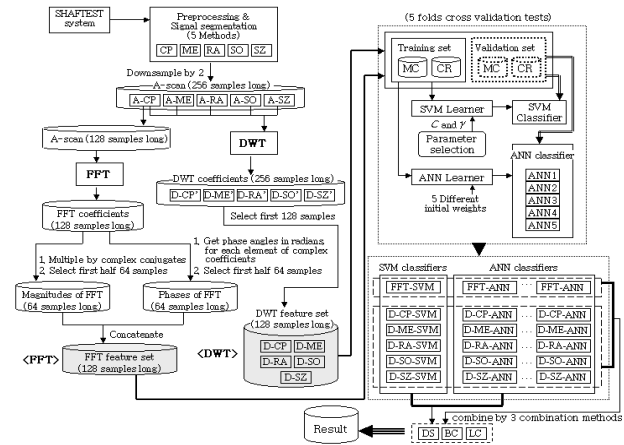 SHAFTEST
system
Preprocessing &
Signal segmentation
(5 Methods)
CP ME RA SO SZ
Downsample by 2
A-scan (256 samples long)
A-CP A-ME A-RA A-SO A-SZ
A-scan (128 samples long)
FFT
DWT
FFT coefficients
(128 samples long)
DWT coefficients (256 samples long)
D-CP' D-ME' D-RA' D-SO' D-SZ'
Select first 128 samples
1, Multiple by complex conjugates
2, Select first half 64 samples
1, Get phase angles in radians,
for each element of complex
coefficients
2, Select first half 64 samples
Magnitudes of FFT
(64 samples long)
Phases of FFT
(64 samples long)
Concatenate
<FFT>
FFT feature set
(128 samples long)
<DWT>
DWT feature set
(128 samples long)
D-CP D-ME
D-RA D-SO
D-SZ
(5 folds cross validation tests)
Training set
MC CR
Validation set
MC CR
SVM Learner
SVM
Classifier
C and γ
Parameter
selection
ANN Learner
5 Different
initial weights
ANN classifier
ANN1
ANN2
ANN3
ANN4
ANN5
SVM classifiers
ANN classifiers
FFT-SVM FFT-ANN ... FFT-ANN
D-CP-SVM D-CP-ANN ... D-CP-ANN
D-ME-SVM D-ME-ANN ... D-ME-ANN
D-RA-SVM D-RA-ANN ... D-RA-ANN
D-SO-SVM D-SO-ANN ... D-SO-ANN
D-SZ-SVM D-SZ-ANN ... D-SZ-ANN
combine by 3 combination methods
DS BC LC
Result